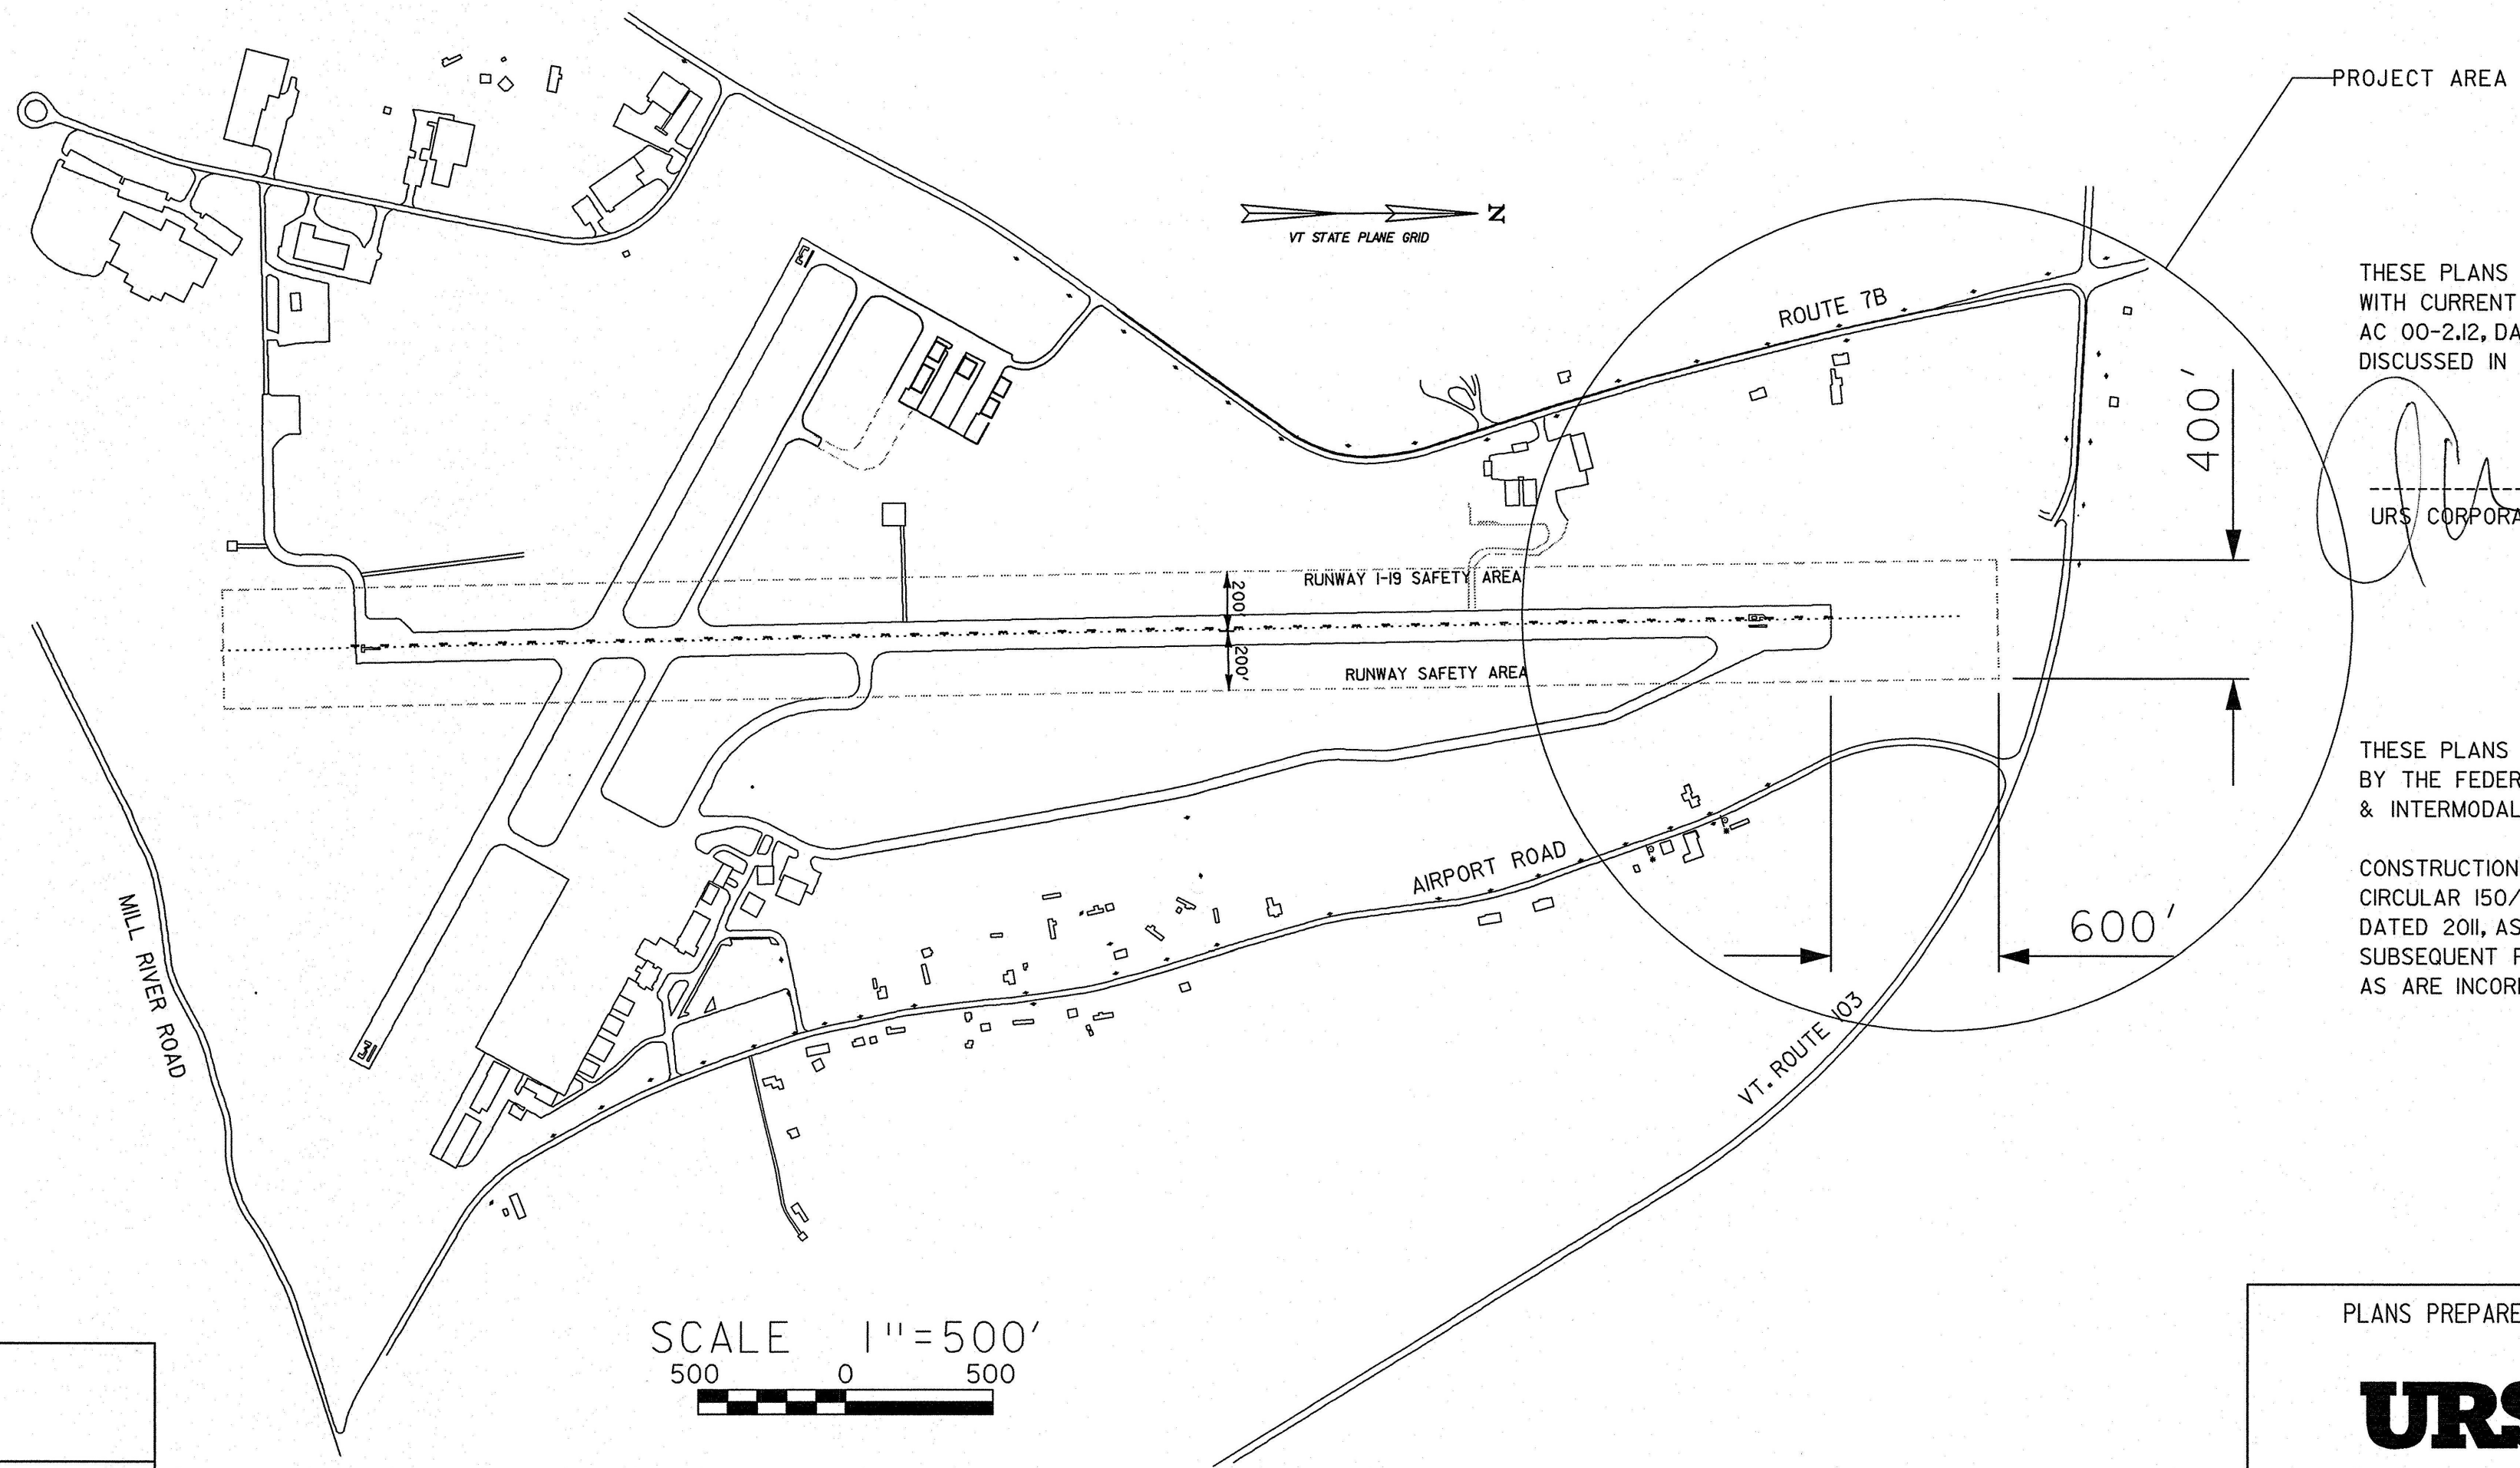 PROJECT AREA
N
VT STATE PLANE GRID
ROUTE 7B
THESE PLANS
WITH CURRENT
AC 00-2.12, DA
DISCUSSED IN
400'
URS CORPORA
RUNWAY 1-19 SAFETY AREA
200'
200'
RUNWAY SAFETY AREA
THESE PLANS
BY THE FEDER
& INTERMODAL
AIRPORT ROAD
CONSTRUCTION
CIRCULAR 150/
DATED 2011, AS
SUBSEQUENT
AS ARE INCOR
600'
MILL RIVER ROAD
VT. ROUTE 103
SCALE 1"=500'
500 0 500
PLANS PREPARE
URS